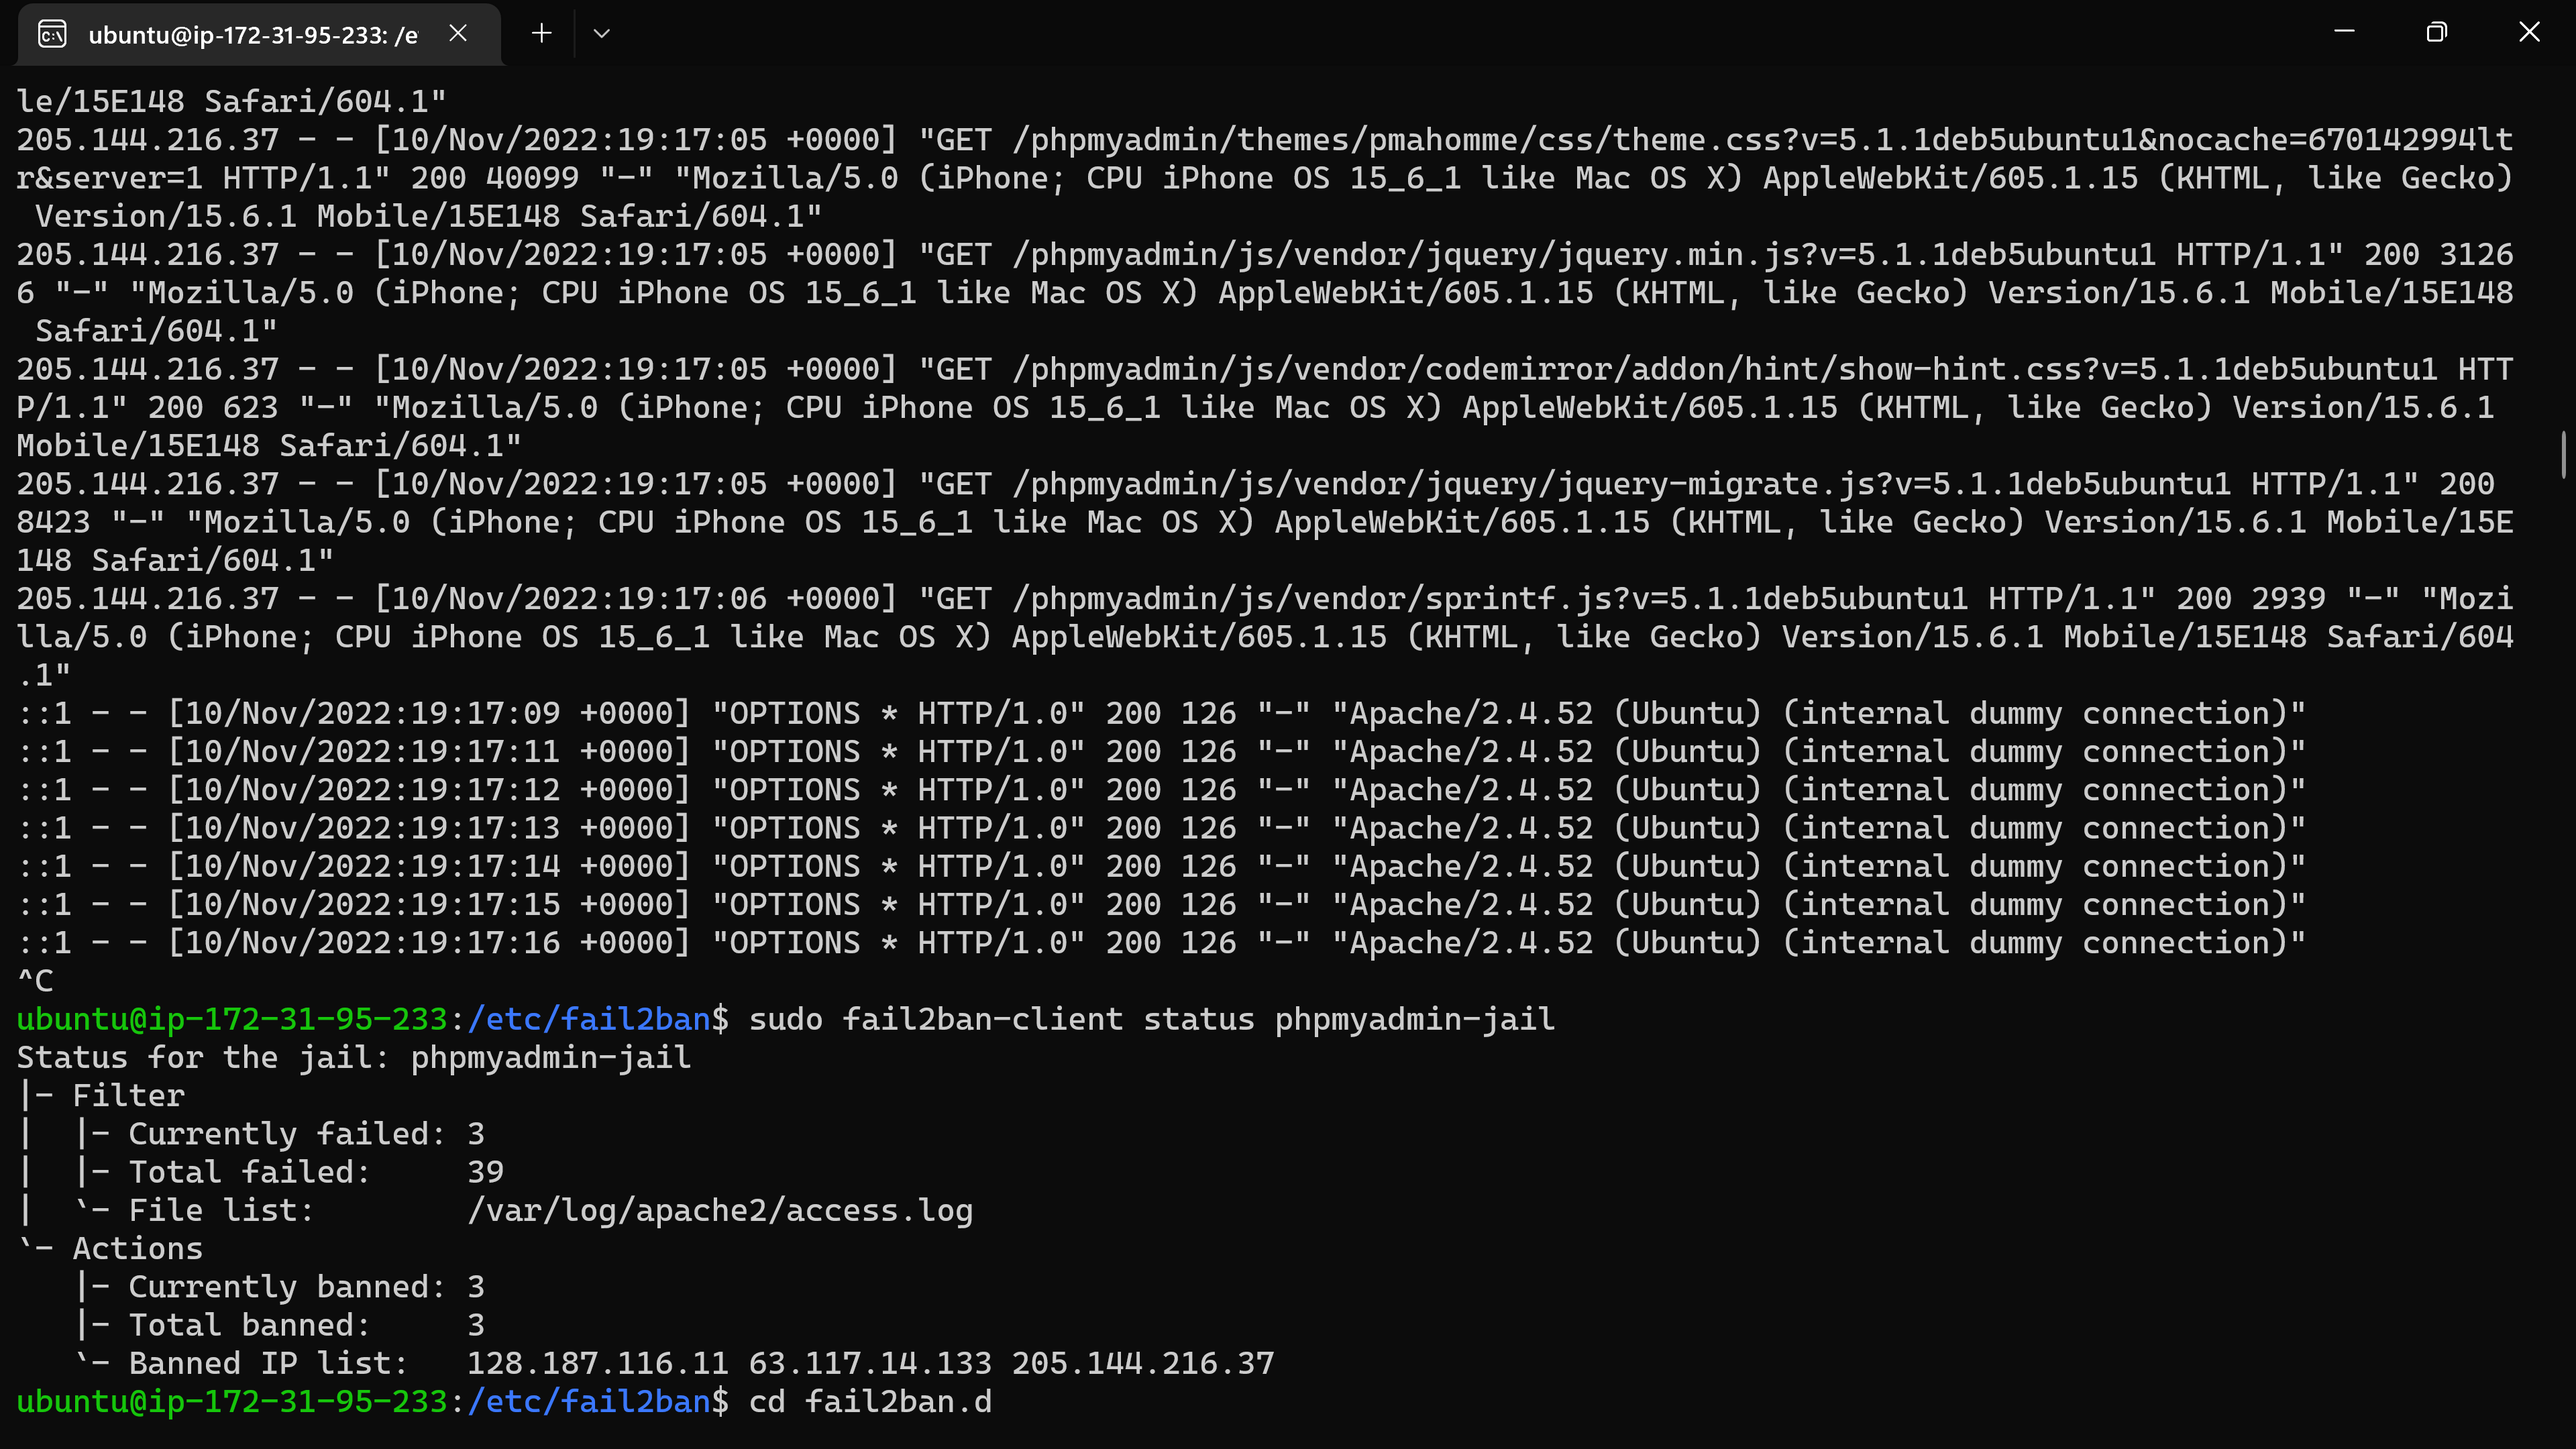 ubuntu@ip-172-31-95-233: /e
le/15E148 Safari/604.1"
205.144.216.37 - - [10/Nov/2022:19:17:05 +0000] "GET /phpmyadmin/themes/pmahomme/css/theme.css?v=5.1.1deb5ubuntu1&nocache=670142994lt
r&server=1 HTTP/1.1" 200 40099 "-" "Mozilla/5.0 (iPhone; CPU iPhone OS 15_6_1 like Mac OS X) AppleWebKit/605.1.15 (KHTML, like Gecko)
 Version/15.6.1 Mobile/15E148 Safari/604.1"
205.144.216.37 - - [10/Nov/2022:19:17:05 +0000] "GET /phpmyadmin/js/vendor/jquery/jquery.min.js?v=5.1.1deb5ubuntu1 HTTP/1.1" 200 3126
6 "-" "Mozilla/5.0 (iPhone; CPU iPhone OS 15_6_1 like Mac OS X) AppleWebKit/605.1.15 (KHTML, like Gecko) Version/15.6.1 Mobile/15E148
 Safari/604.1"
205.144.216.37 - - [10/Nov/2022:19:17:05 +0000] "GET /phpmyadmin/js/vendor/codemirror/addon/hint/show-hint.css?v=5.1.1deb5ubuntu1 HTT
P/1.1" 200 623 "-" "Mozilla/5.0 (iPhone; CPU iPhone OS 15_6_1 like Mac OS X) AppleWebKit/605.1.15 (KHTML, like Gecko) Version/15.6.1
Mobile/15E148 Safari/604.1"
205.144.216.37 - - [10/Nov/2022:19:17:05 +0000] "GET /phpmyadmin/js/vendor/jquery/jquery-migrate.js?v=5.1.1deb5ubuntu1 HTTP/1.1" 200
8423 "-" "Mozilla/5.0 (iPhone; CPU iPhone OS 15_6_1 like Mac OS X) AppleWebKit/605.1.15 (KHTML, like Gecko) Version/15.6.1 Mobile/15E
148 Safari/604.1"
205.144.216.37 - - [10/Nov/2022:19:17:06 +0000] "GET /phpmyadmin/js/vendor/sprintf.js?v=5.1.1deb5ubuntu1 HTTP/1.1" 200 2939 "-" "Mozi
lla/5.0 (iPhone; CPU iPhone OS 15_6_1 like Mac OS X) AppleWebKit/605.1.15 (KHTML, like Gecko) Version/15.6.1 Mobile/15E148 Safari/604
.1"
::1 - - [10/Nov/2022:19:17:09 +0000] "OPTIONS * HTTP/1.0" 200 126 "-" "Apache/2.4.52 (Ubuntu) (internal dummy connection)"
::1 - - [10/Nov/2022:19:17:11 +0000] "OPTIONS * HTTP/1.0" 200 126 "-" "Apache/2.4.52 (Ubuntu) (internal dummy connection)"
::1 - - [10/Nov/2022:19:17:12 +0000] "OPTIONS * HTTP/1.0" 200 126 "-" "Apache/2.4.52 (Ubuntu) (internal dummy connection)"
::1 - - [10/Nov/2022:19:17:13 +0000] "OPTIONS * HTTP/1.0" 200 126 "-" "Apache/2.4.52 (Ubuntu) (internal dummy connection)"
::1 - - [10/Nov/2022:19:17:14 +0000] "OPTIONS * HTTP/1.0" 200 126 "-" "Apache/2.4.52 (Ubuntu) (internal dummy connection)"
::1 - - [10/Nov/2022:19:17:15 +0000] "OPTIONS * HTTP/1.0" 200 126 "-" "Apache/2.4.52 (Ubuntu) (internal dummy connection)"
::1 - - [10/Nov/2022:19:17:16 +0000] "OPTIONS * HTTP/1.0" 200 126 "-" "Apache/2.4.52 (Ubuntu) (internal dummy connection)"
^C
ubuntu@ip-172-31-95-233:/etc/fail2ban$ sudo fail2ban-client status phpmyadmin-jail
Status for the jail: phpmyadmin-jail
|- Filter
|  |- Currently failed: 3
|  |- Total failed:     39
|  `- File list:        /var/log/apache2/access.log
`- Actions
   |- Currently banned: 3
   |- Total banned:     3
   `- Banned IP list:   128.187.116.11 63.117.14.133 205.144.216.37
ubuntu@ip-172-31-95-233:/etc/fail2ban$ cd fail2ban.d